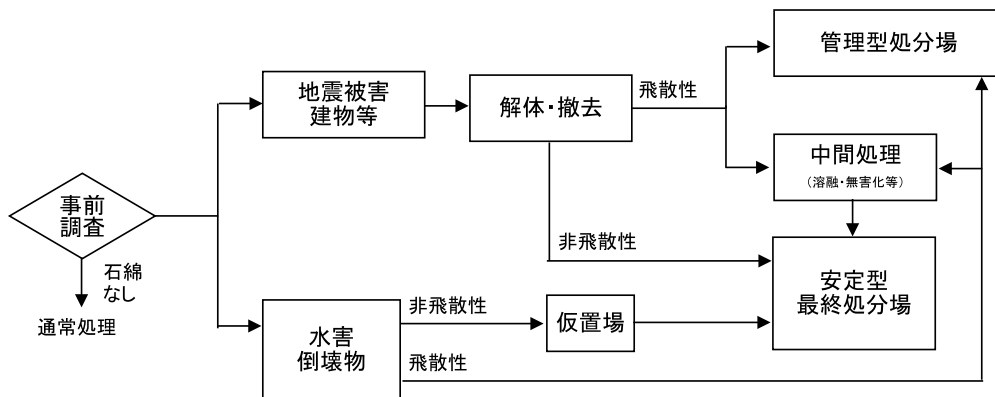 管理型処分場
地震被害
建物等
解体・撤去
飛散性
中間処理
（溶融・無害化等）
事前
調査
石綿
なし
通常処理
非飛散性
安定型
最終処分場
水害
倒壊物
非飛散性
仮置場
飛散性